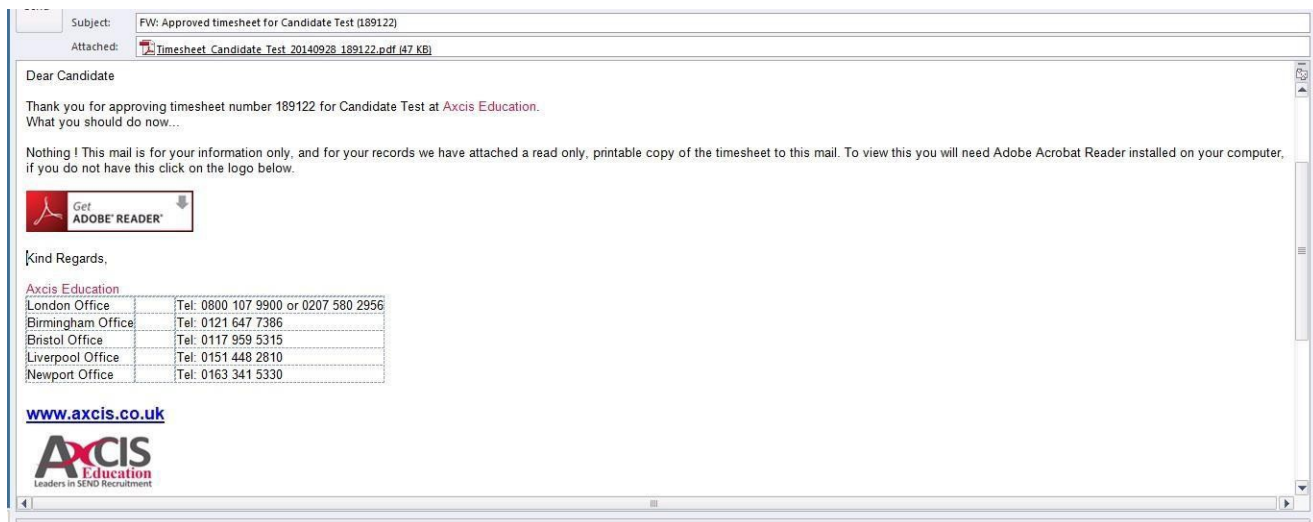 Subject: FW: Approved timesheet for Candidate Test (189122)
Attached: Timesheet_Candidate_Test_20140928_189122.pdf (47 KB)
Dear Candidate
Thank you for approving timesheet number 189122 for Candidate Test at Axcis Education.
What you should do now...
Nothing ! This mail is for your information only, and for your records we have attached a read only, printable copy of the timesheet to this mail. To view this you will need Adobe Acrobat Reader installed on your computer,
if you do not have this click on the logo below.
Get
ADOBE® READER®
Kind Regards,
Axcis Education
London Office Tel: 0800 107 9900 or 0207 580 2956
Birmingham Office Tel: 0121 647 7386
Bristol Office Tel: 0117 959 5315
Liverpool Office Tel: 0151 448 2810
Newport Office Tel: 0163 341 5330
www.axcis.co.uk
AXCIS
Education
Leaders in SEND Recruitment